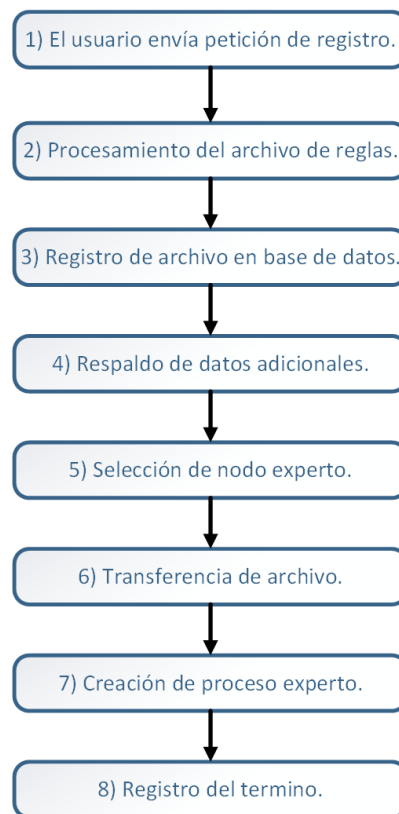 1) El usuario envía petición de registro.
2) Procesamiento del archivo de reglas.
3) Registro de archivo en base de datos.
4) Respaldo de datos adicionales.
5) Selección de nodo experto.
6) Transferencia de archivo.
7) Creación de proceso experto.
8) Registro del termino.